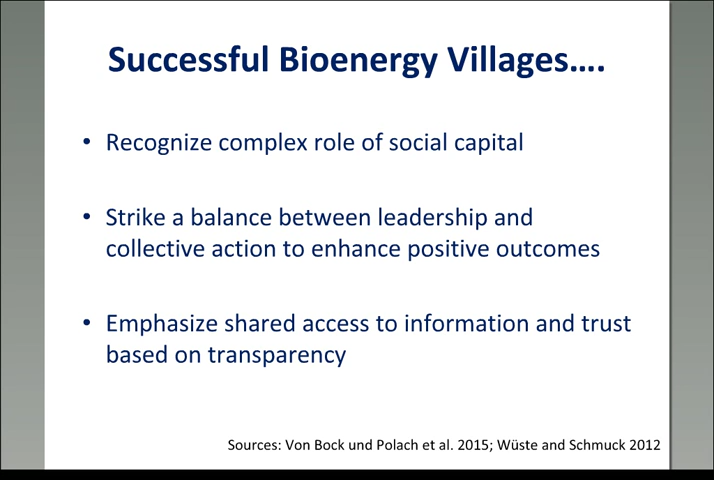 Successful Bioenergy Villages....
• Recognize complex role of social capital
• Strike a balance between leadership and
collective action to enhance positive outcomes
• Emphasize shared access to information and trust
based on transparency
Sources: Von Bock und Polach et al. 2015; Wüste and Schmuck 2012